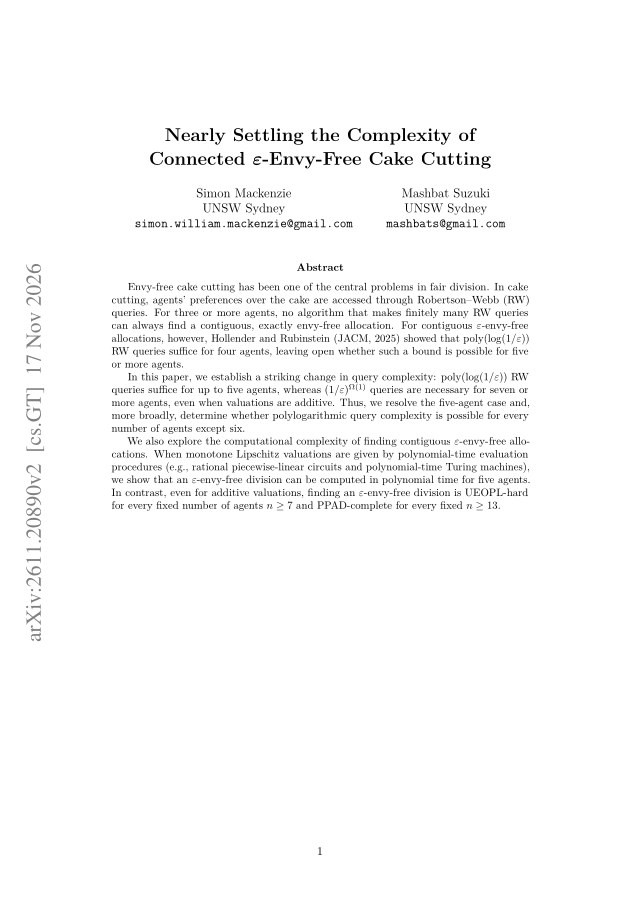 Nearly Settling the Complexity of
Connected ε-Envy-Free Cake Cutting
Simon Mackenzie
UNSW Sydney
simon.william.mackenzie@gmail.com
Mashbat Suzuki
UNSW Sydney
mashbats@gmail.com
Abstract
Envy-free cake cutting has been one of the central problems in fair division. In cake
cutting, agents' preferences over the cake are accessed through Robertson–Webb (RW)
queries. For three or more agents, no algorithm that makes finitely many RW queries
can always find a contiguous, exactly envy-free allocation. For contiguous ε-envy-free
allocations, however, Hollender and Rubinstein (JACM, 2025) showed that poly(log(1/ε))
RW queries suffice for four agents, leaving open whether such a bound is possible for five
or more agents.
In this paper, we establish a striking change in query complexity: poly(log(1/ε)) RW
queries suffice for up to five agents, whereas (1/ε)^Ω(1) queries are necessary for seven or
more agents, even when valuations are additive. Thus, we resolve the five-agent case and,
more broadly, determine whether polylogarithmic query complexity is possible for every
number of agents except six.
We also explore the computational complexity of finding contiguous ε-envy-free allo-
cations. When monotone Lipschitz valuations are given by polynomial-time evaluation
procedures (e.g., rational piecewise-linear circuits and polynomial-time Turing machines),
we show that an ε-envy-free division can be computed in polynomial time for five agents.
In contrast, even for additive valuations, finding an ε-envy-free division is UEOPL-hard
for every fixed number of agents n ≥ 7 and PPAD-complete for every fixed n ≥ 13.
arXiv:2611.20890v2 [cs.GT] 17 Nov 2026
1